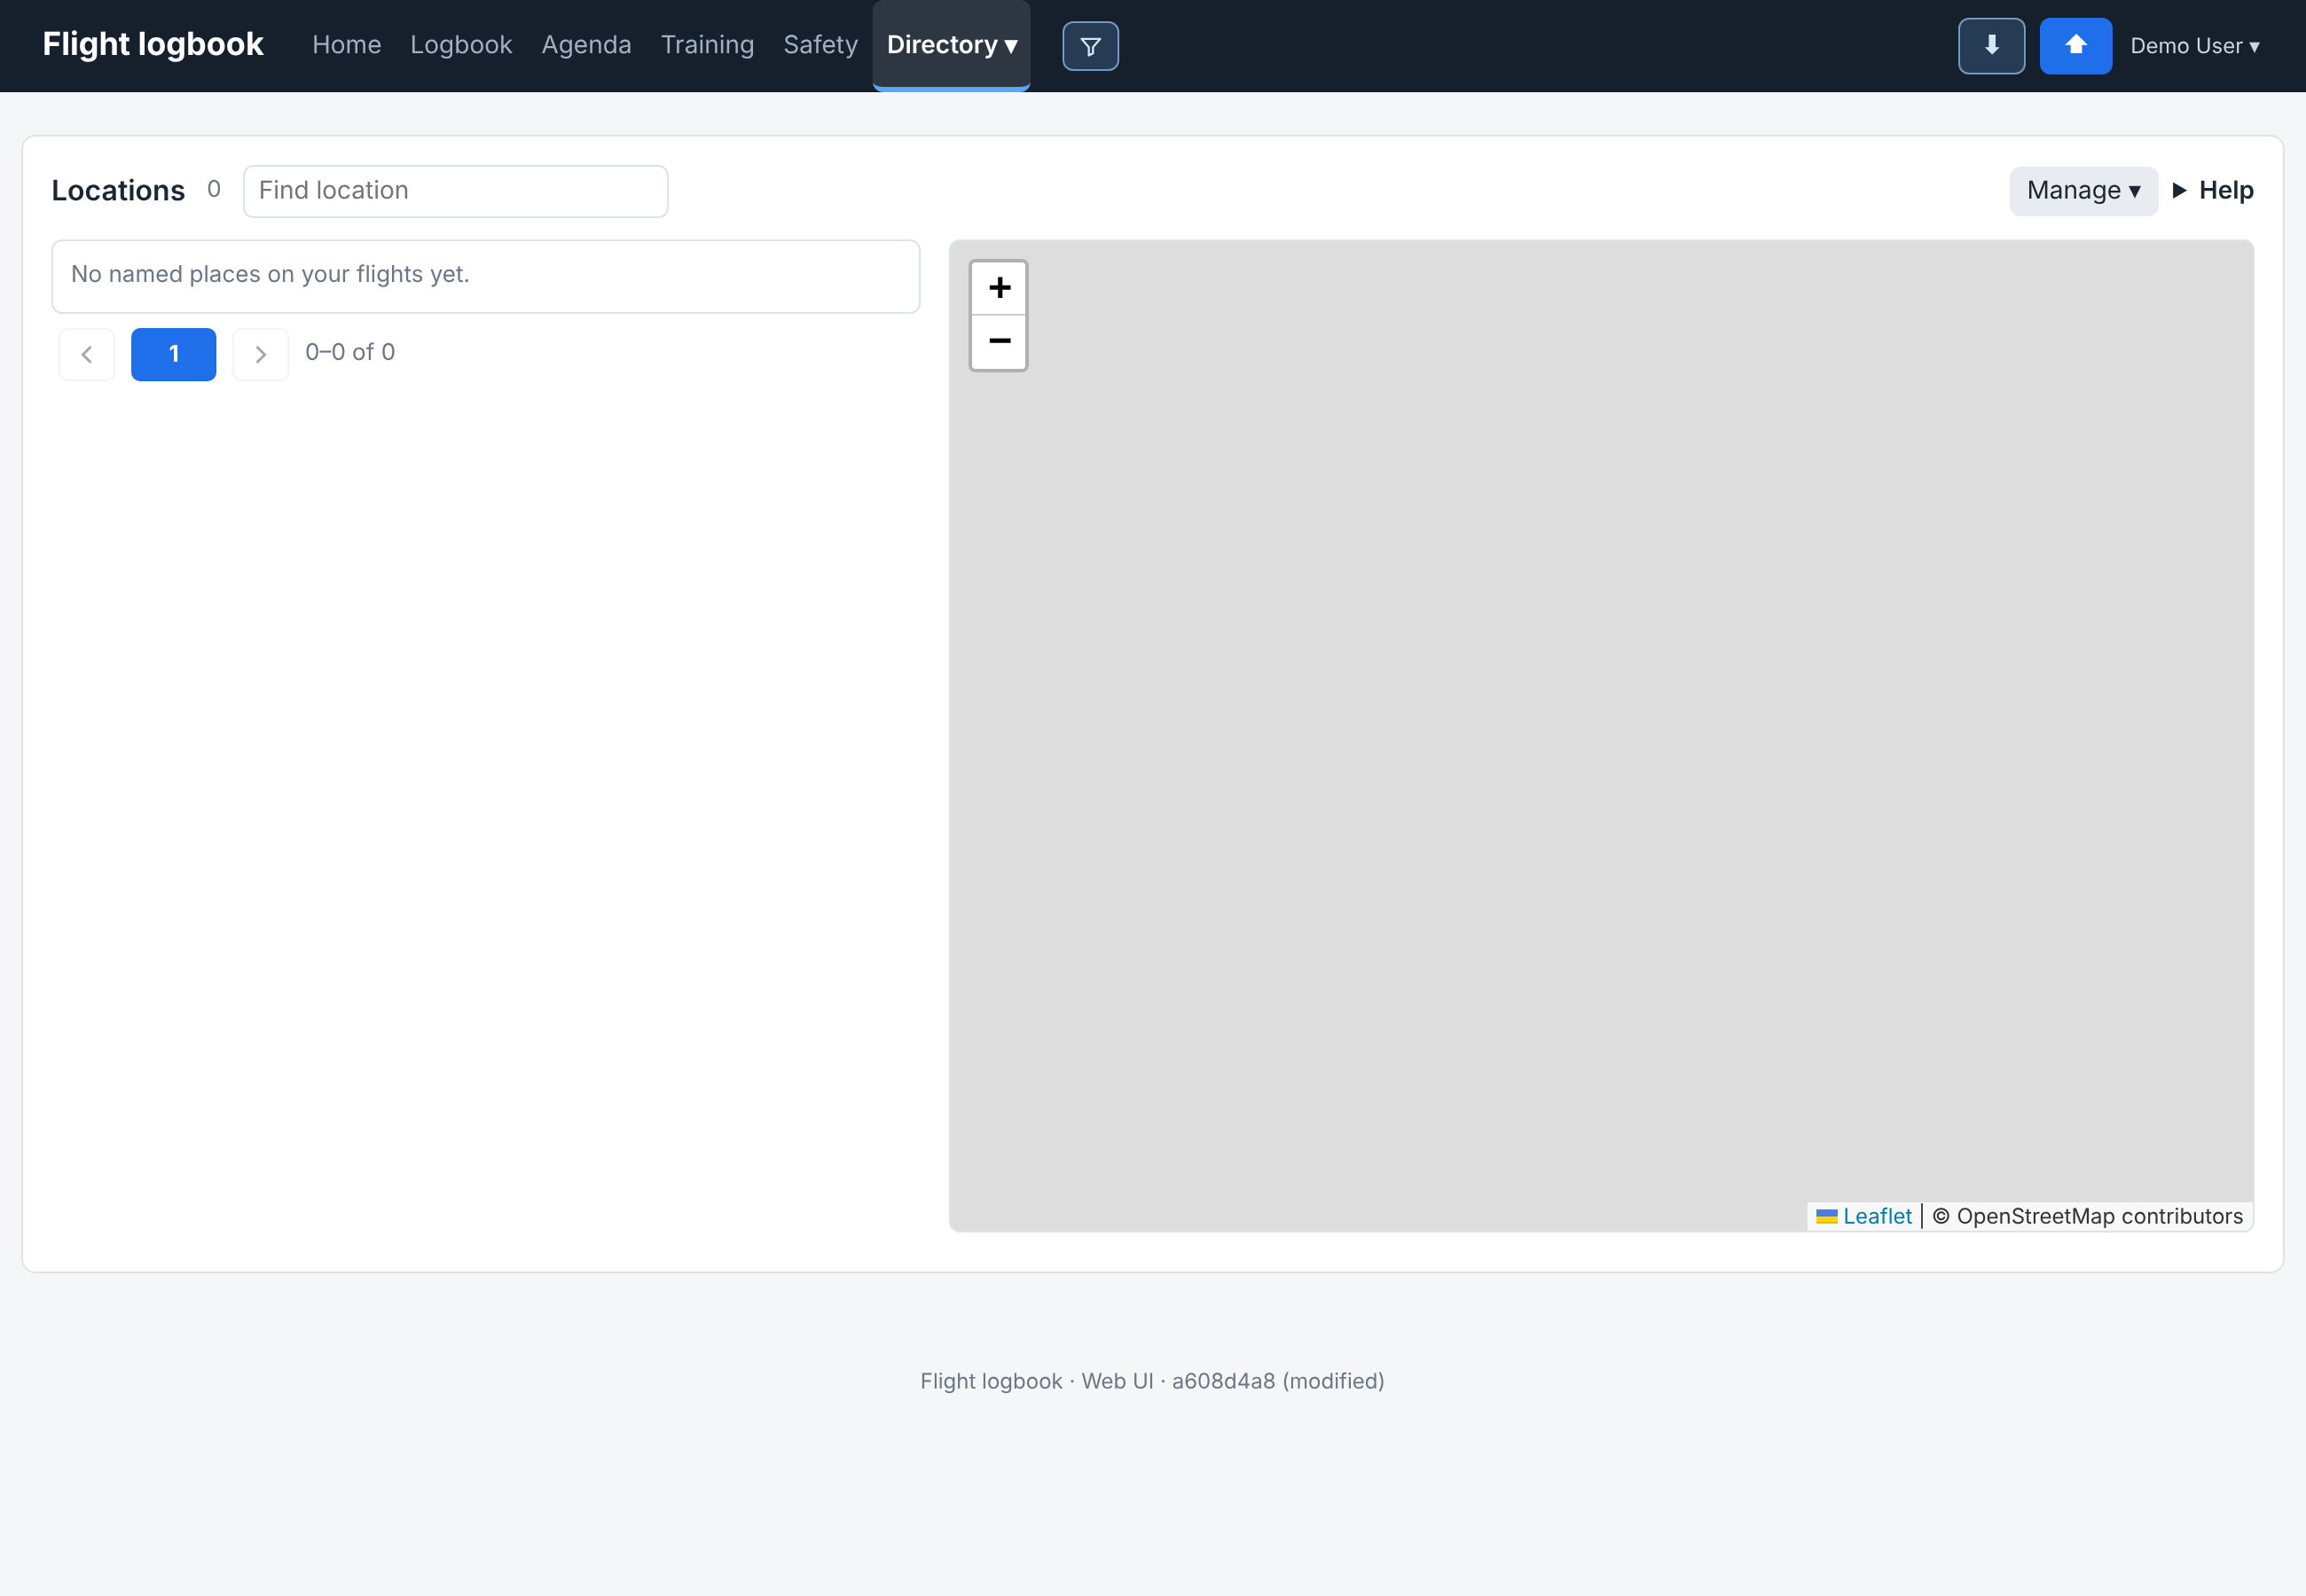 Flight logbook Home Logbook Agenda Training Safety Directory ▾ ⬇ ⬆ Demo User ▾
Locations 0 Find location Manage ▾ ▶ Help
No named places on your flights yet.
1 0–0 of 0
+
−
Leaflet | © OpenStreetMap contributors
Flight logbook · Web UI · a608d4a8 (modified)